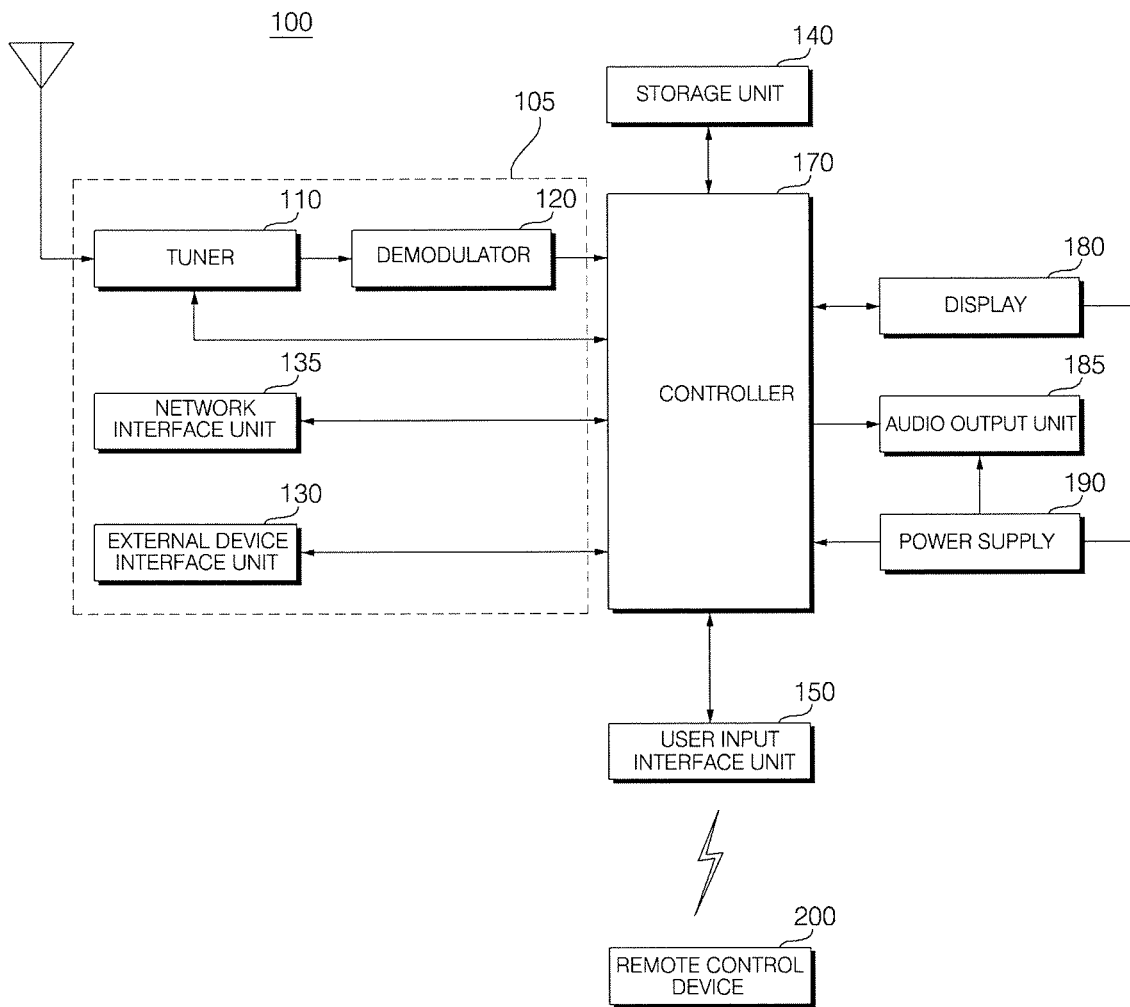 100
140
STORAGE UNIT
105
170
110
120
TUNER
DEMODULATOR
180
DISPLAY
135
NETWORK
INTERFACE UNIT
CONTROLLER
185
AUDIO OUTPUT UNIT
130
EXTERNAL DEVICE
INTERFACE UNIT
190
POWER SUPPLY
150
USER INPUT
INTERFACE UNIT
200
REMOTE CONTROL
DEVICE